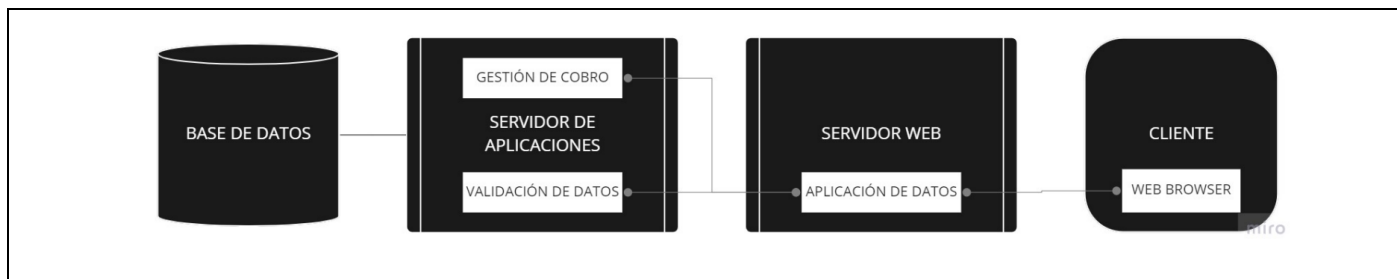 BASE DE DATOS
GESTIÓN DE COBRO
SERVIDOR DE
APLICACIONES
VALIDACIÓN DE DATOS
SERVIDOR WEB
APLICACIÓN DE DATOS
CLIENTE
WEB BROWSER
miro